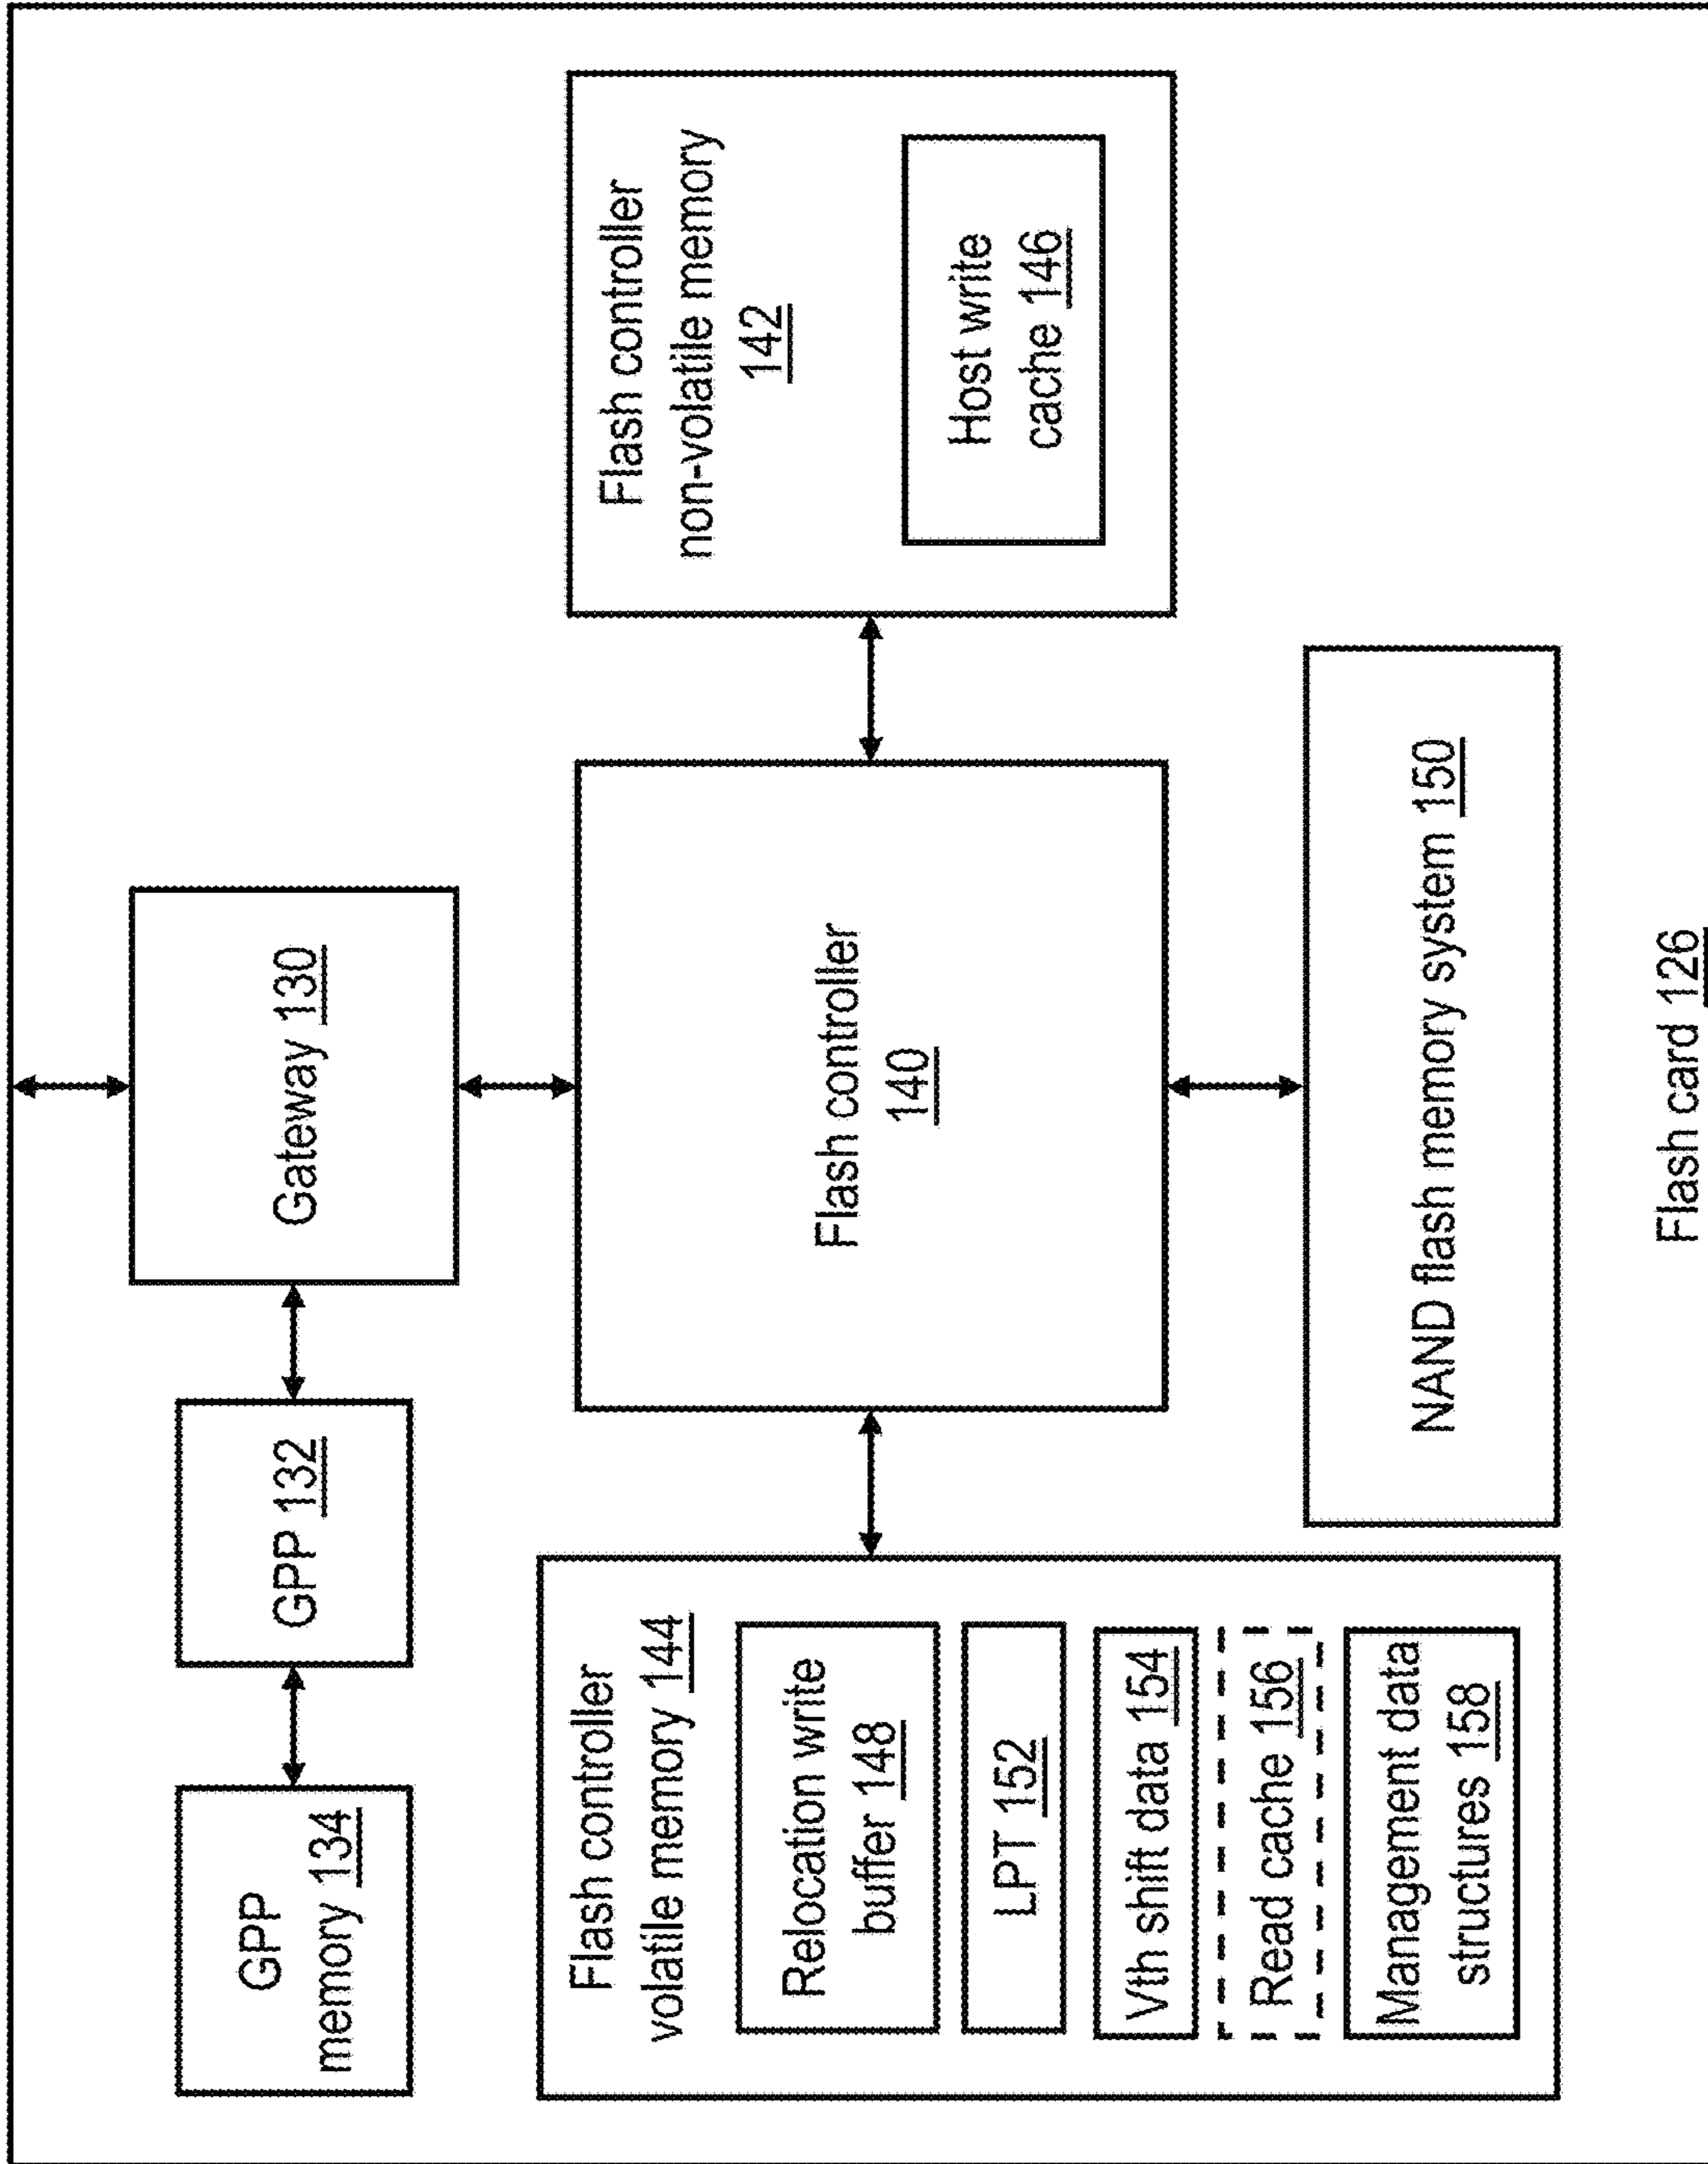 GPP
memory 134
GPP 132
Gateway 130
Flash controller
volatile memory 144
Relocation write
buffer 148
LPT 152
Vth shift data 154
Read cache 156
Management data
structures 158
Flash controller
140
Flash controller
non-volatile memory
142
Host write
cache 146
NAND flash memory system 150
Flash card 126